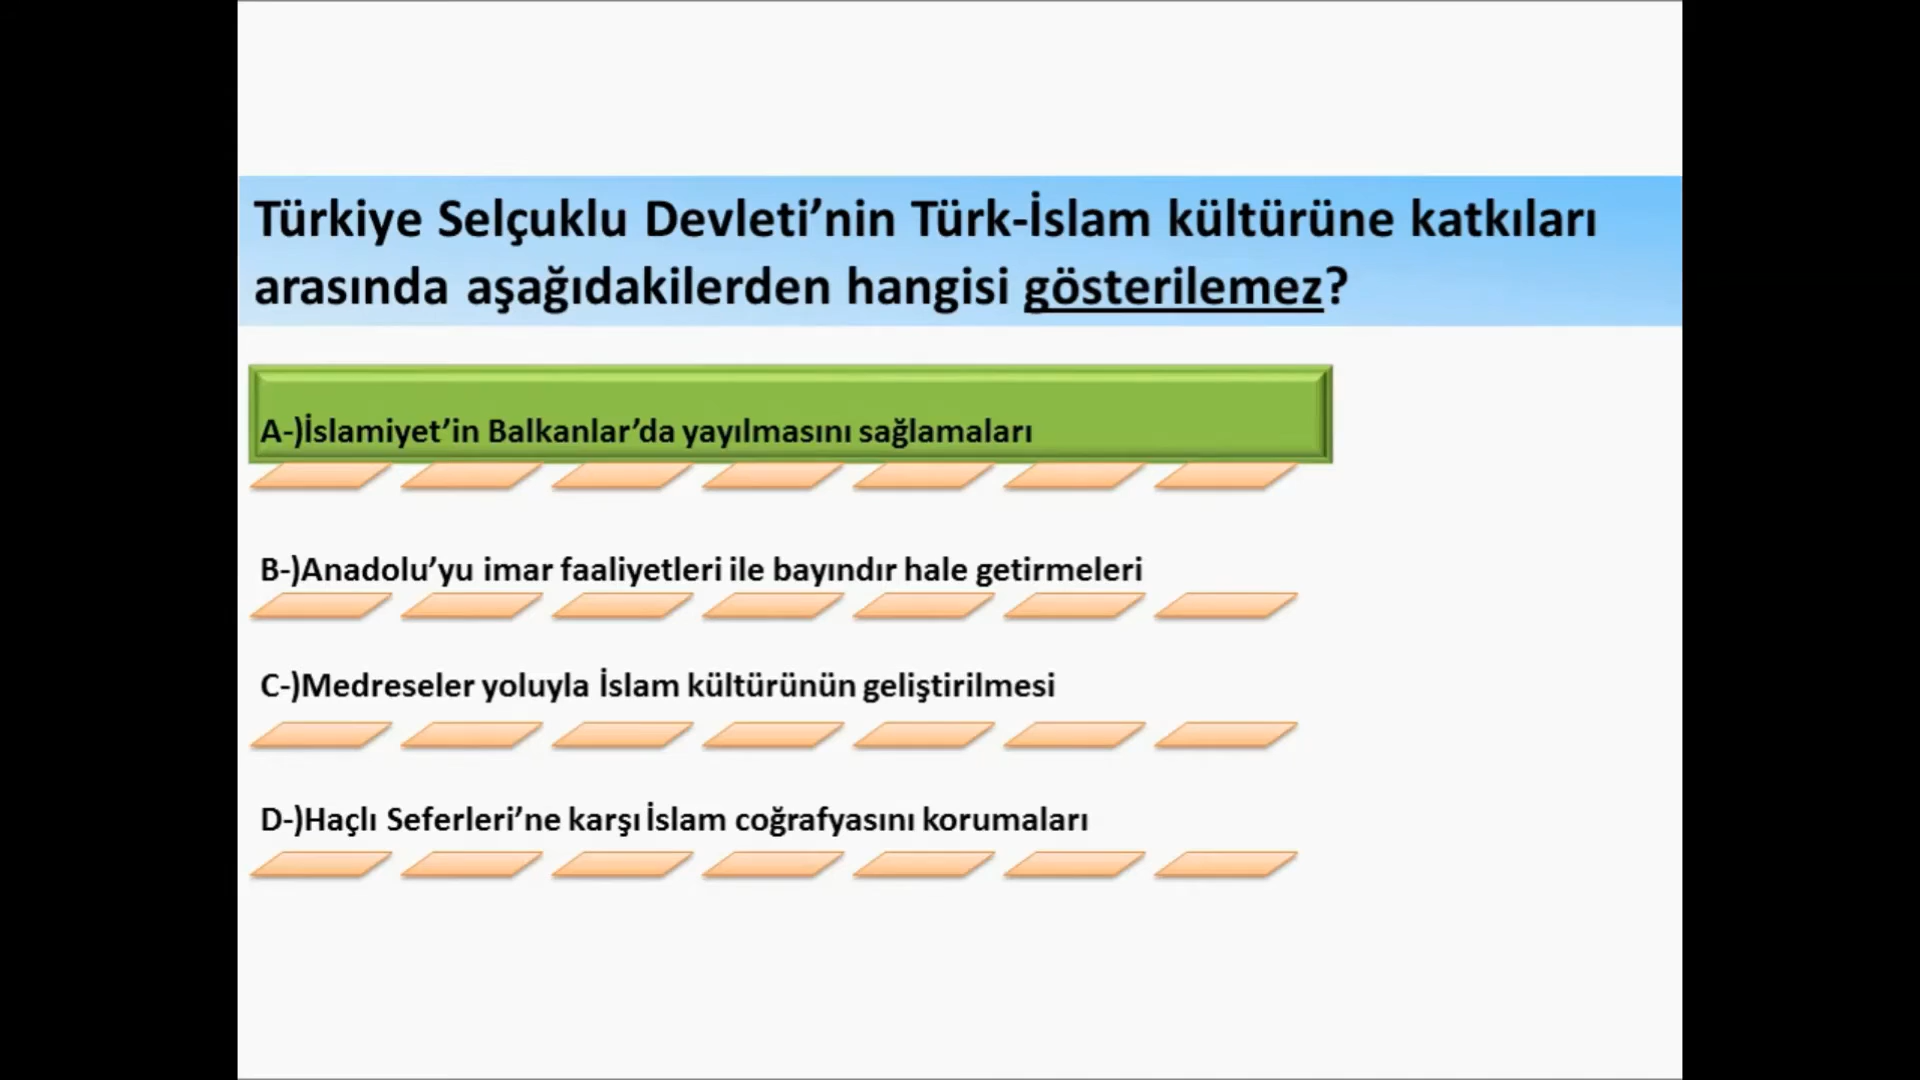 Türkiye Selçuklu Devleti’nin Türk-İslam kültürüne katkıları
arasında aşağıdakilerden hangisi gösterilemez?
A-)İslamiyet’in Balkanlar’da yayılmasını sağlamaları
B-)Anadolu’yu imar faaliyetleri ile bayındır hale getirmeleri
C-)Medreseler yoluyla İslam kültürünün geliştirilmesi
D-)Haçlı Seferleri’ne karşı İslam coğrafyasını korumaları